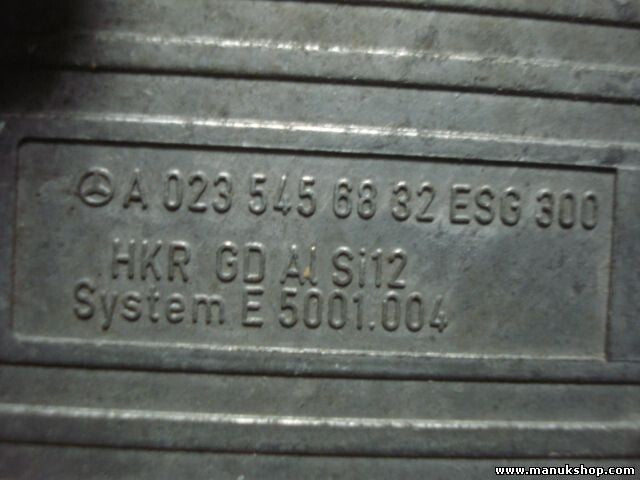 A 023 545 68 32 ESG 300
HKR GD Al Si12
System E 5001.004
www.manukshop.com